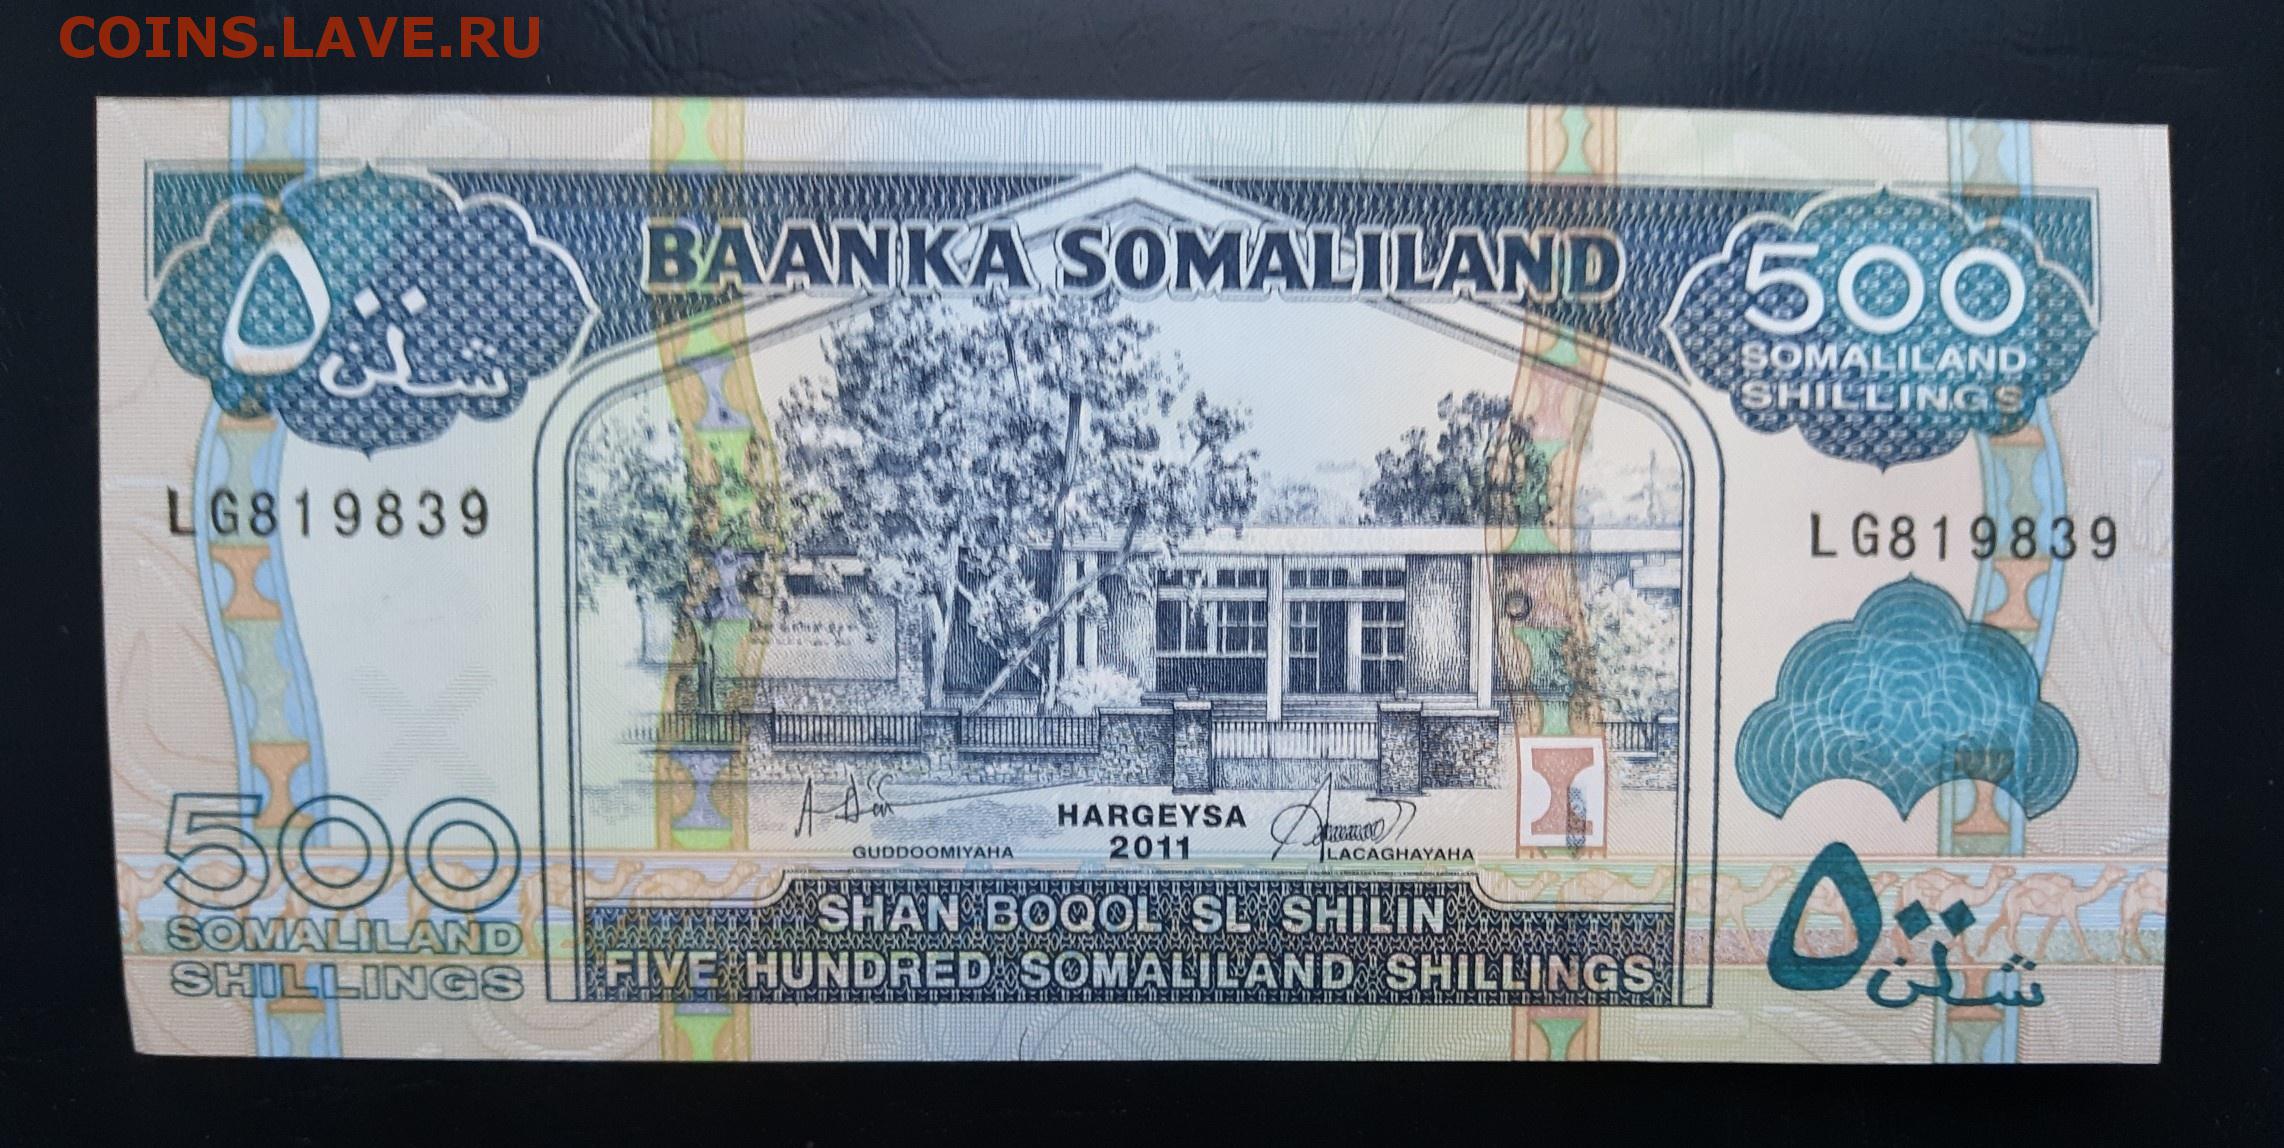 COINS.LAVE.RU
BAANKA SOMALILAND
٥٠٠
شلن
500
SOMALILAND
SHILLINGS
LG819839
LG819839
HARGEYSA
2011
GUDDOOMIYAHA
LACAGHAYAHA
500
SOMALILAND
SHILLINGS
SHAN BOQOL SL SHILIN
FIVE HUNDRED SOMALILAND SHILLINGS
٥٠٠
شلن